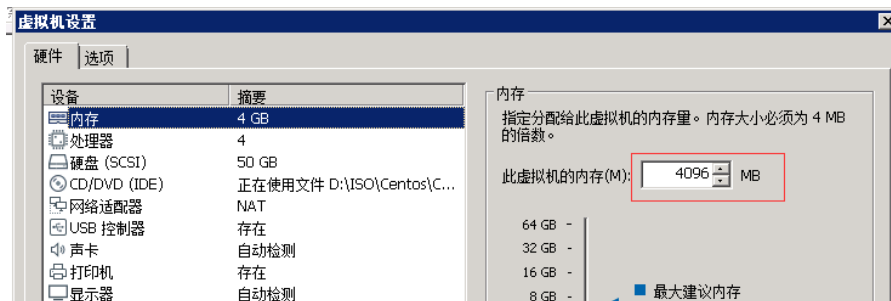 虚拟机设置
硬件 选项
设备 摘要
内存 4 GB
处理器 4
硬盘 (SCSI) 50 GB
CD/DVD (IDE) 正在使用文件 D:\ISO\Centos\C...
网络适配器 NAT
USB 控制器 存在
声卡 自动检测
打印机 存在
显示器 自动检测
内存
指定分配给此虚拟机的内存量。内存大小必须为 4 MB
的倍数。
此虚拟机的内存(M): 4096 MB
64 GB -
32 GB -
16 GB -
8 GB -
最大建议内存